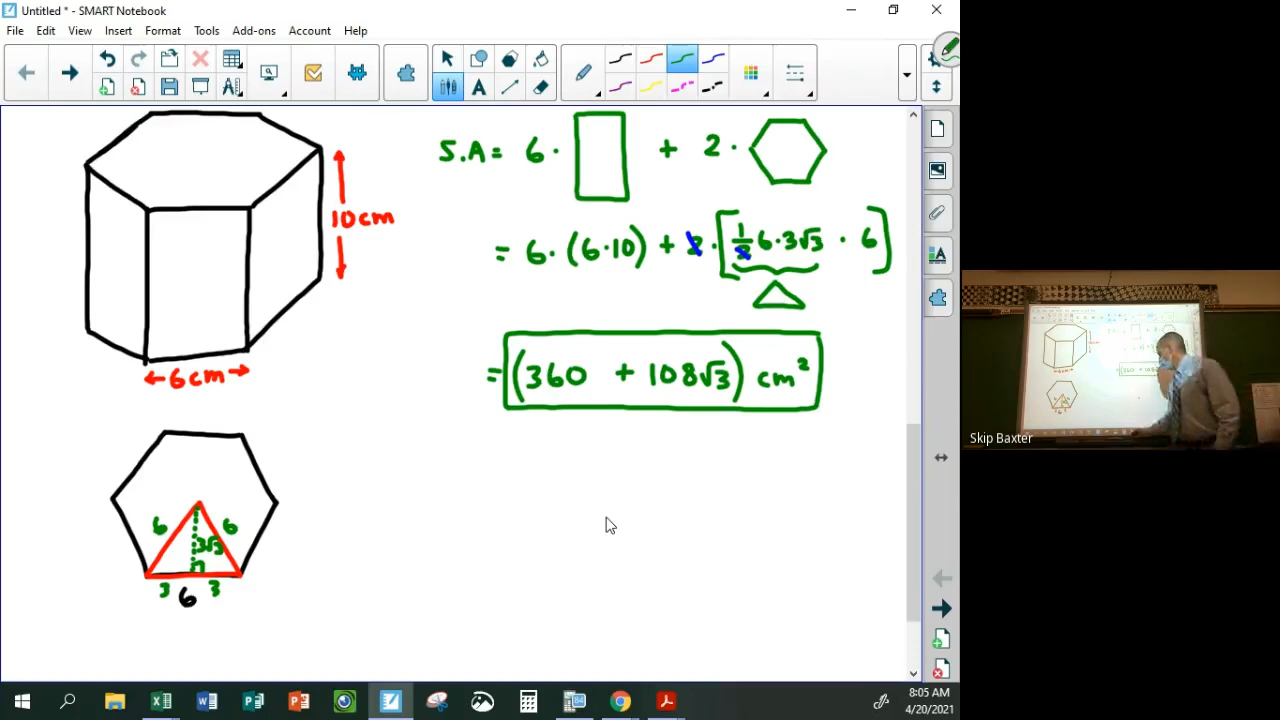 Untitled * - SMART Notebook
File Edit View Insert Format Tools Add-ons Account Help
S.A = 6 · + 2 ·
10cm
= 6 · (6·10) + 2 · [ 1/2 6 · 3√3 · 6 ]
6cm
= (360 + 108√3) cm²
6 6
3√3
3 3
6
Skip Baxter
8:05 AM
4/20/2021